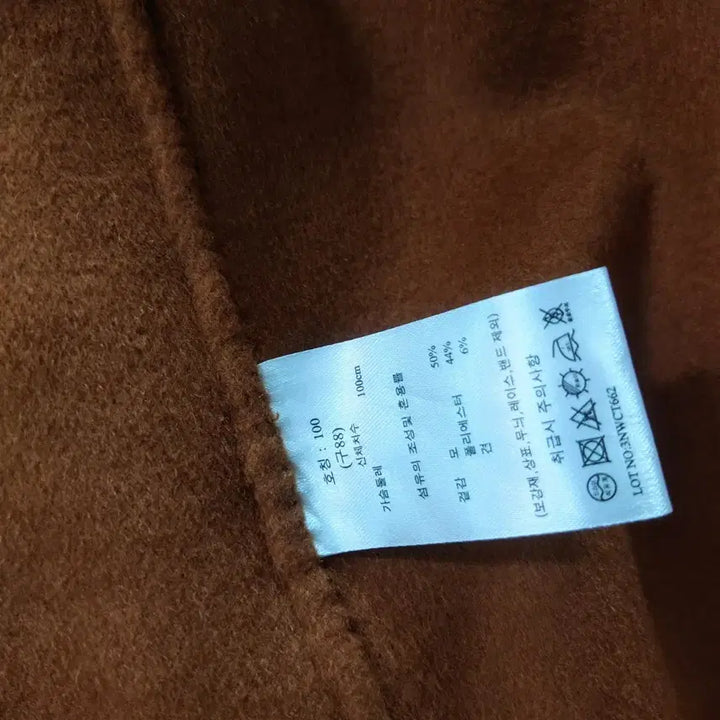 호칭 : 100
(구88)
신체치수
가슴둘레 100cm
섬유의 조성및 혼용률
겉감 모 50%
폴리에스터 44%
견 6%
(보강재,상표,무늬,레이스,밴드 제외)
취급시 주의사항
LOT NO:3NWCT662